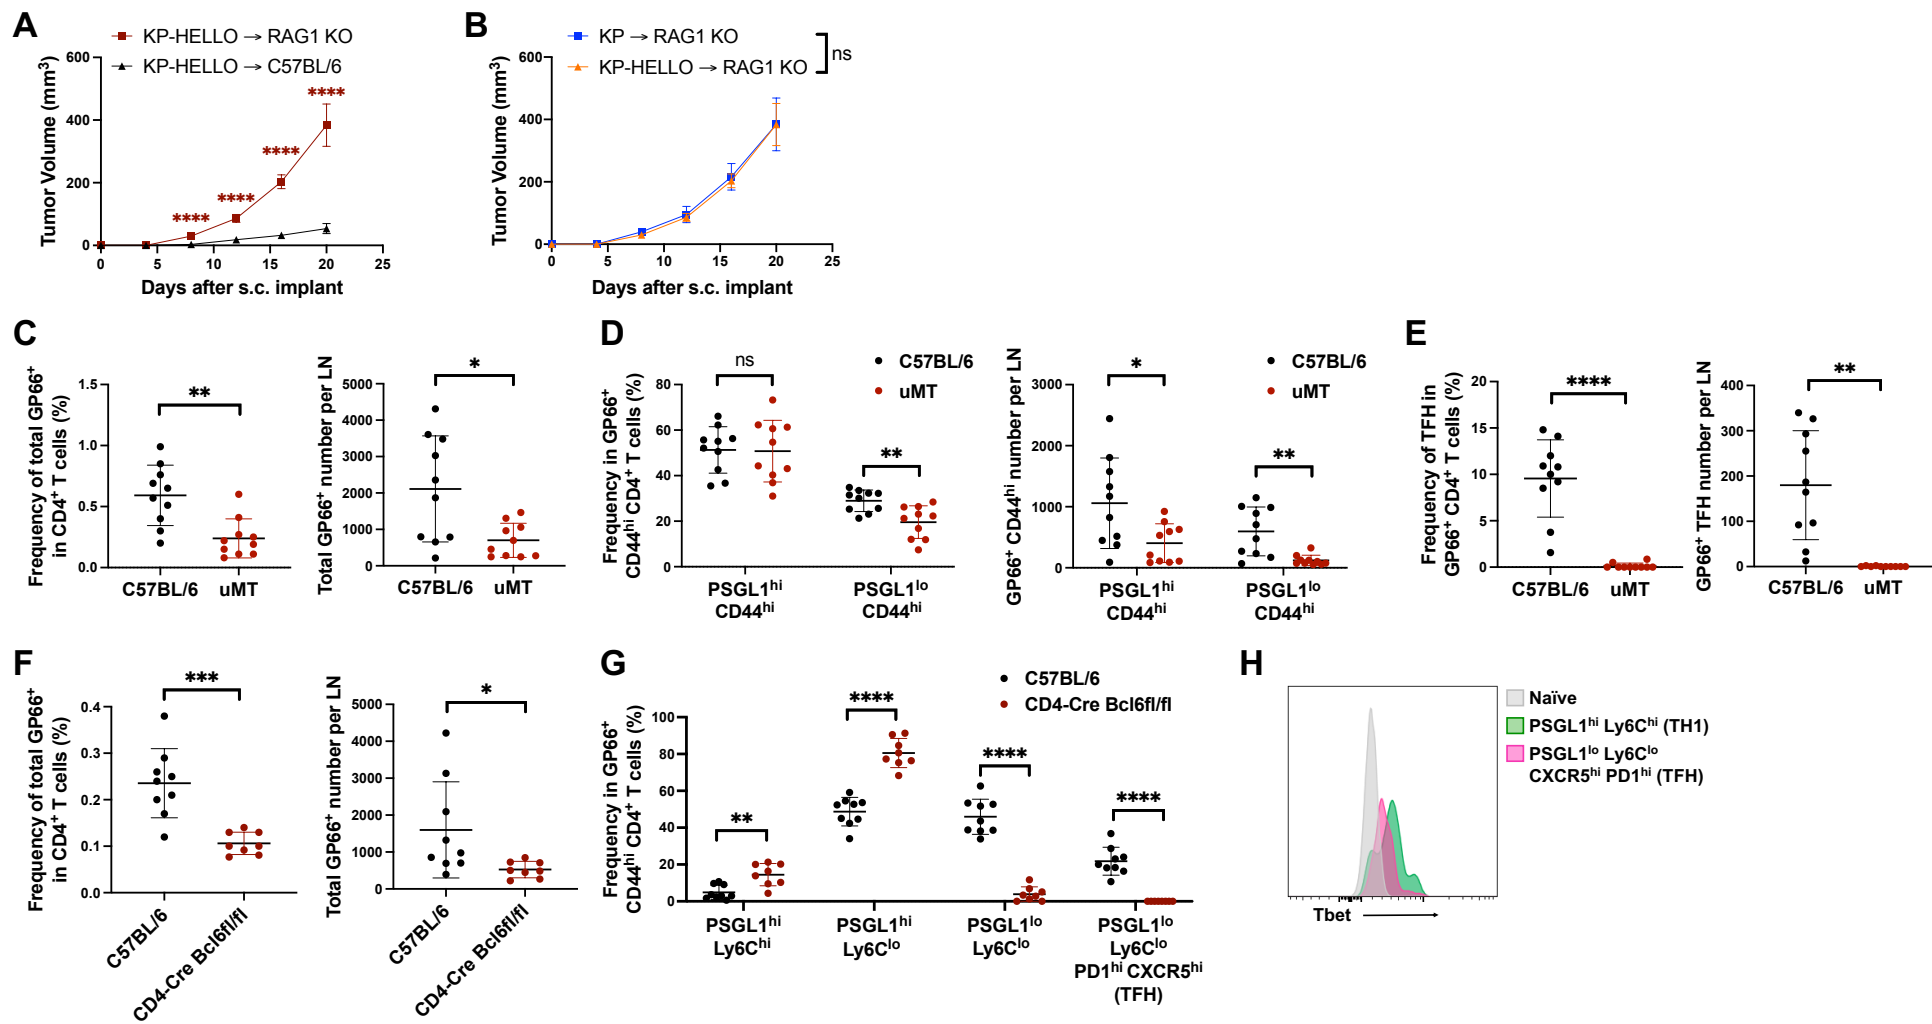 A
KP-HELLO → RAG1 KO
KP-HELLO → C57BL/6
Tumor Volume (mm³)
600
400
200
0
****
****
****
****
0 5 10 15 20 25
Days after s.c. implant
B
KP → RAG1 KO
KP-HELLO → RAG1 KO
ns
Tumor Volume (mm³)
600
400
200
0
0 5 10 15 20 25
Days after s.c. implant
C
Frequency of total GP66⁺
in CD4⁺ T cells (%)
1.5
1.0
0.5
0.0
**
C57BL/6 uMT
Total GP66⁺ number per LN
5000
4000
3000
2000
1000
0
*
C57BL/6 uMT
D
Frequency in GP66⁺
CD44ʰⁱ CD4⁺ T cells (%)
80
60
40
20
0
ns
**
C57BL/6
uMT
PSGL1ʰⁱ PSGL1ˡᵒ
CD44ʰⁱ CD44ʰⁱ
GP66⁺ CD44ʰⁱ number per LN
3000
2000
1000
0
*
**
C57BL/6
uMT
PSGL1ʰⁱ PSGL1ˡᵒ
CD44ʰⁱ CD44ʰⁱ
E
Frequency of TFH in
GP66⁺ CD4⁺ T cells (%)
20
15
10
5
0
****
C57BL/6 uMT
GP66⁺ TFH number per LN
400
300
200
100
0
**
C57BL/6 uMT
F
Frequency of total GP66⁺
in CD4⁺ T cells (%)
0.4
0.3
0.2
0.1
0.0
***
C57BL/6
CD4-Cre Bcl6fl/fl
Total GP66⁺ number per LN
5000
4000
3000
2000
1000
0
*
C57BL/6
CD4-Cre Bcl6fl/fl
G
C57BL/6
CD4-Cre Bcl6fl/fl
Frequency in GP66⁺
CD44ʰⁱ CD4⁺ T cells (%)
100
80
60
40
20
0
**
****
****
****
PSGL1ʰⁱ PSGL1ʰⁱ PSGL1ˡᵒ PSGL1ˡᵒ
Ly6Cʰⁱ Ly6Cˡᵒ Ly6Cˡᵒ Ly6Cˡᵒ
PD1ʰⁱ CXCR5ʰⁱ
(TFH)
H
Naïve
PSGL1ʰⁱ Ly6Cʰⁱ (TH1)
PSGL1ˡᵒ Ly6Cˡᵒ
CXCR5ʰⁱ PD1ʰⁱ (TFH)
Tbet